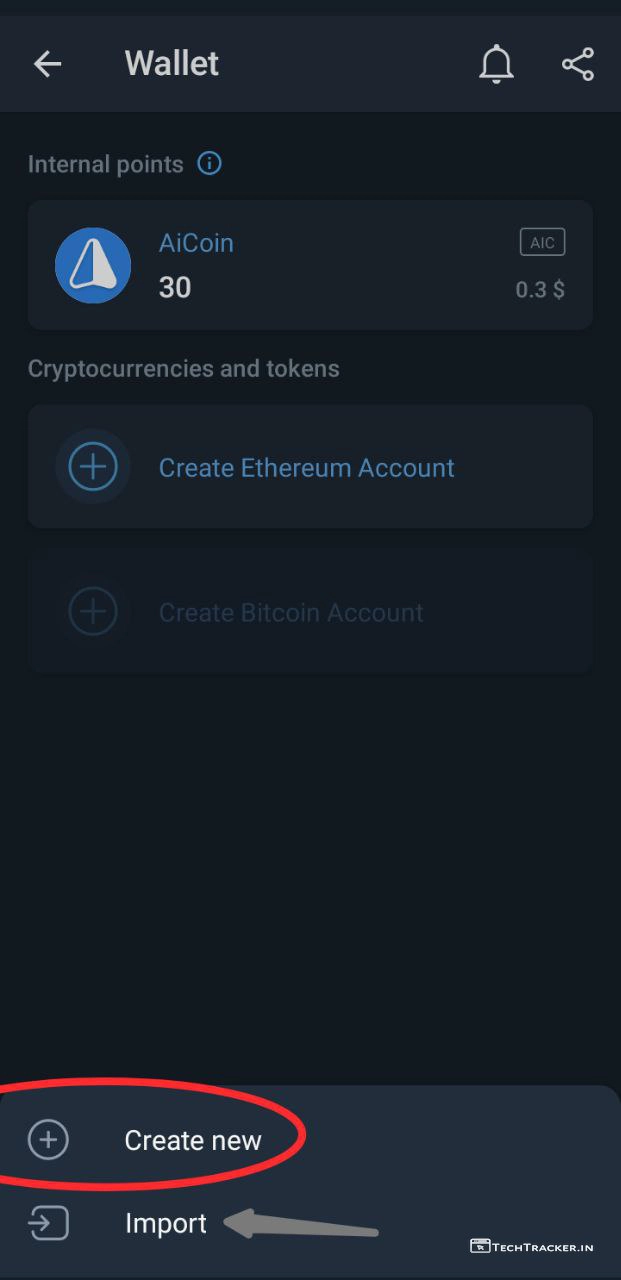 Wallet
Internal points
AiCoin
AIC
30
0.3 $
Cryptocurrencies and tokens
Create Ethereum Account
Create Bitcoin Account
Create new
Import
TECHTRACKER.IN